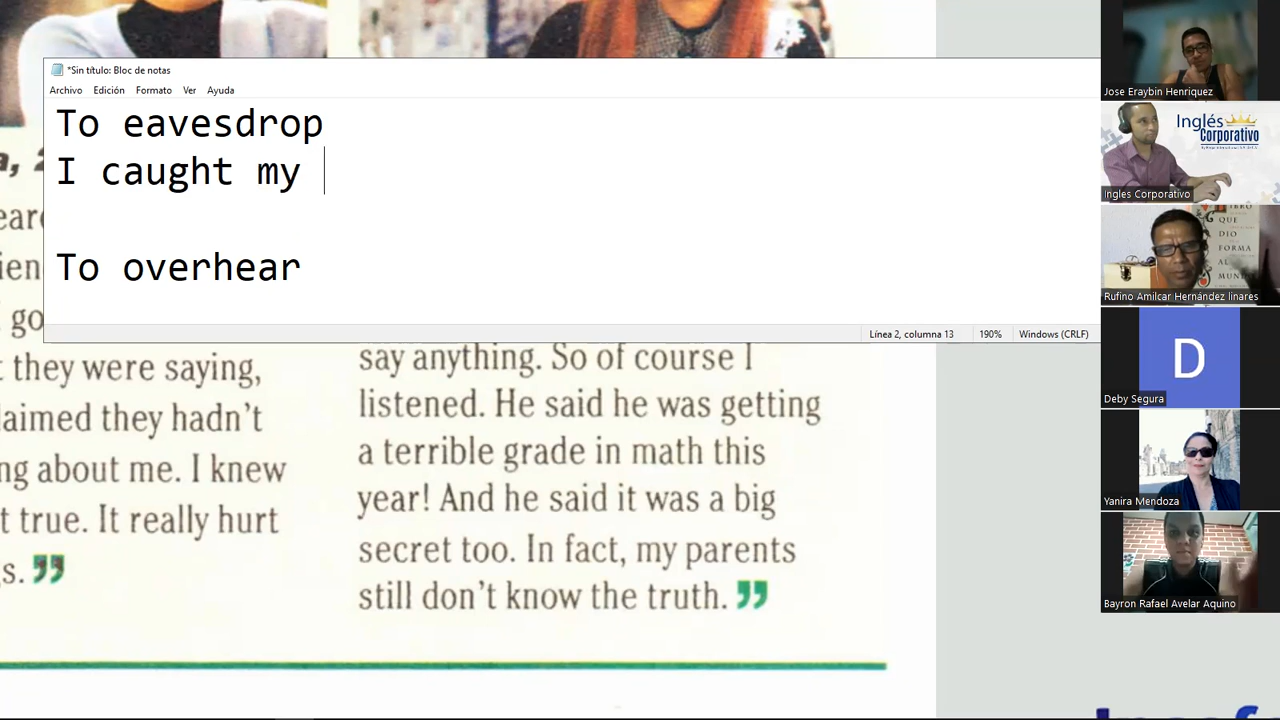 *Sin título: Bloc de notas
Archivo Edición Formato Ver Ayuda
To eavesdrop
I caught my
To overhear
Línea 2, columna 13 190% Windows (CRLF)
they were saying,
laimed they hadn't
ng about me. I knew
t true. It really hurt
s. ”
say anything. So of course I
listened. He said he was getting
a terrible grade in math this
year! And he said it was a big
secret too fact, my parents
still don't know the truth. ”
Jose Eraybin Henriquez
Inglés
Corporativo
Ingles Corporativo
LIBRO
QUE
DIO
FORMA
AL
MUND
Rufino Amilcar Hernández linares
D
Deby Segura
Yanira Mendoza
Bayron Rafael Avelar Aquino